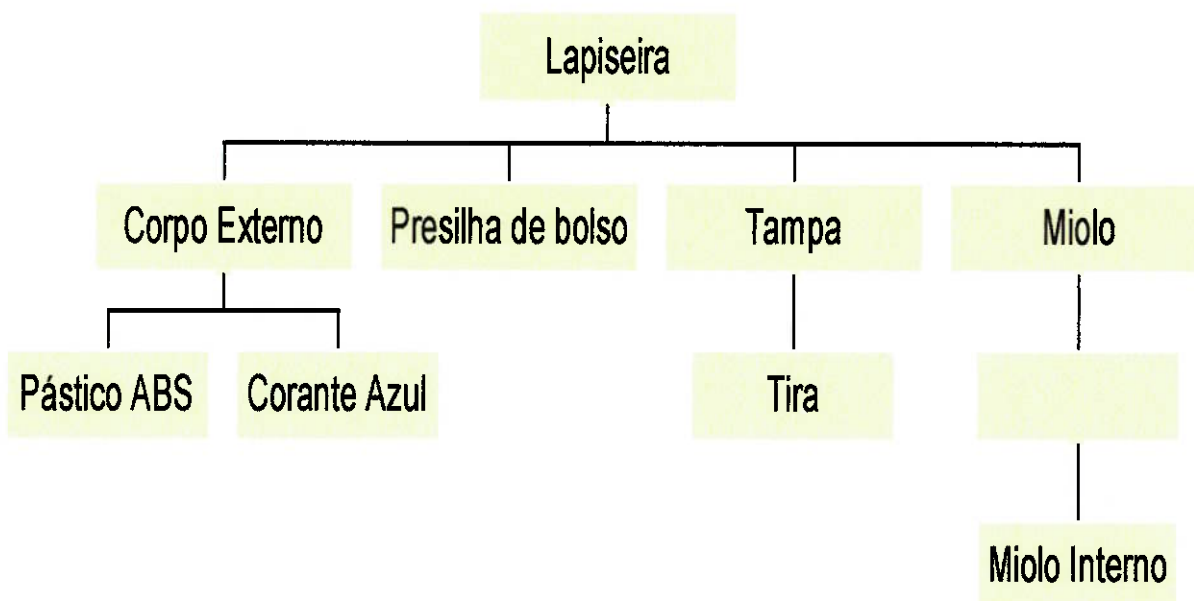 Lapiseira
Corpo Externo
Presilha de bolso
Tampa
Miolo
Pástico ABS
Corante Azul
Tira
Miolo Interno